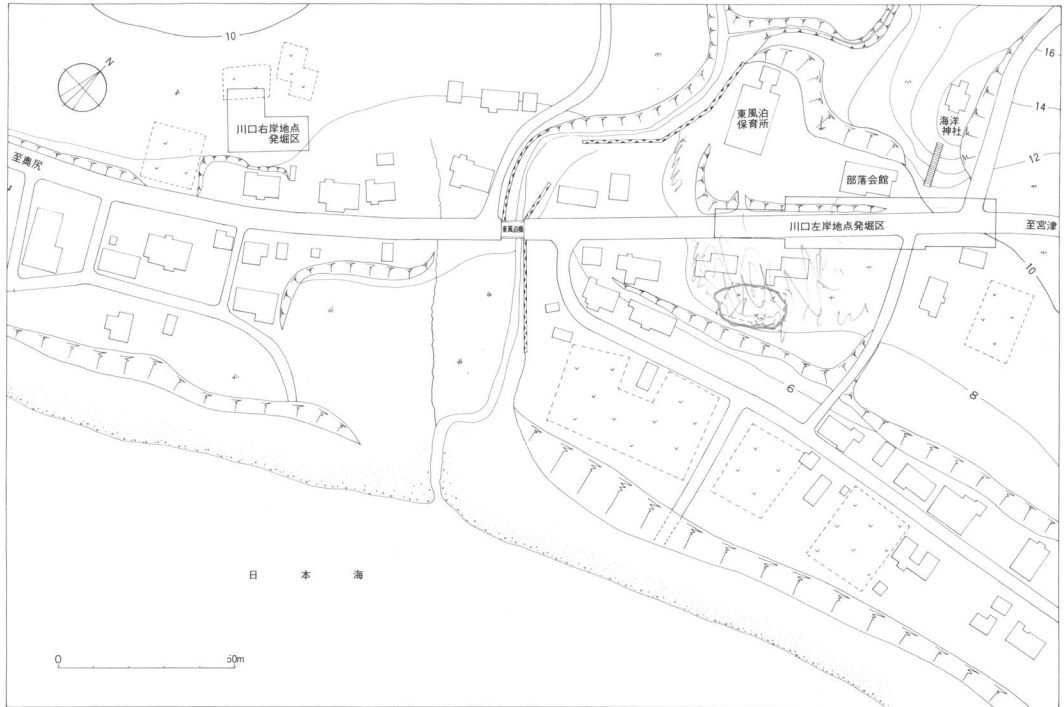 10
N
川口右岸地点
発掘区
至奥尻
東風泊
保育所
海洋
神社
16
14
12
部落会館
東風泊橋
川口左岸地点発掘区
至宮津
10
6
8
日本海
0
50m